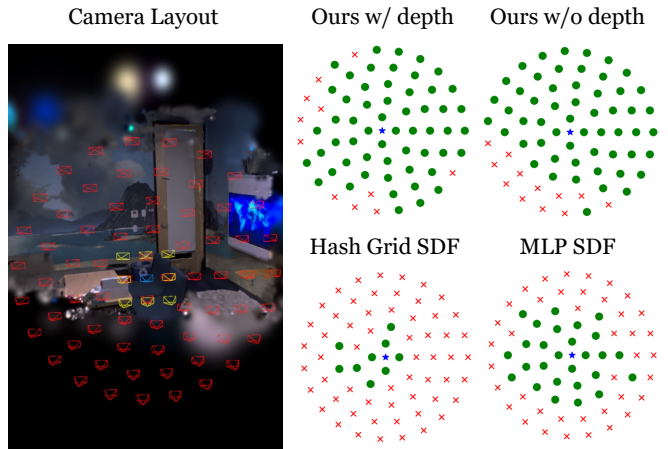 Camera Layout
Ours w/ depth
Ours w/o depth
Hash Grid SDF
MLP SDF